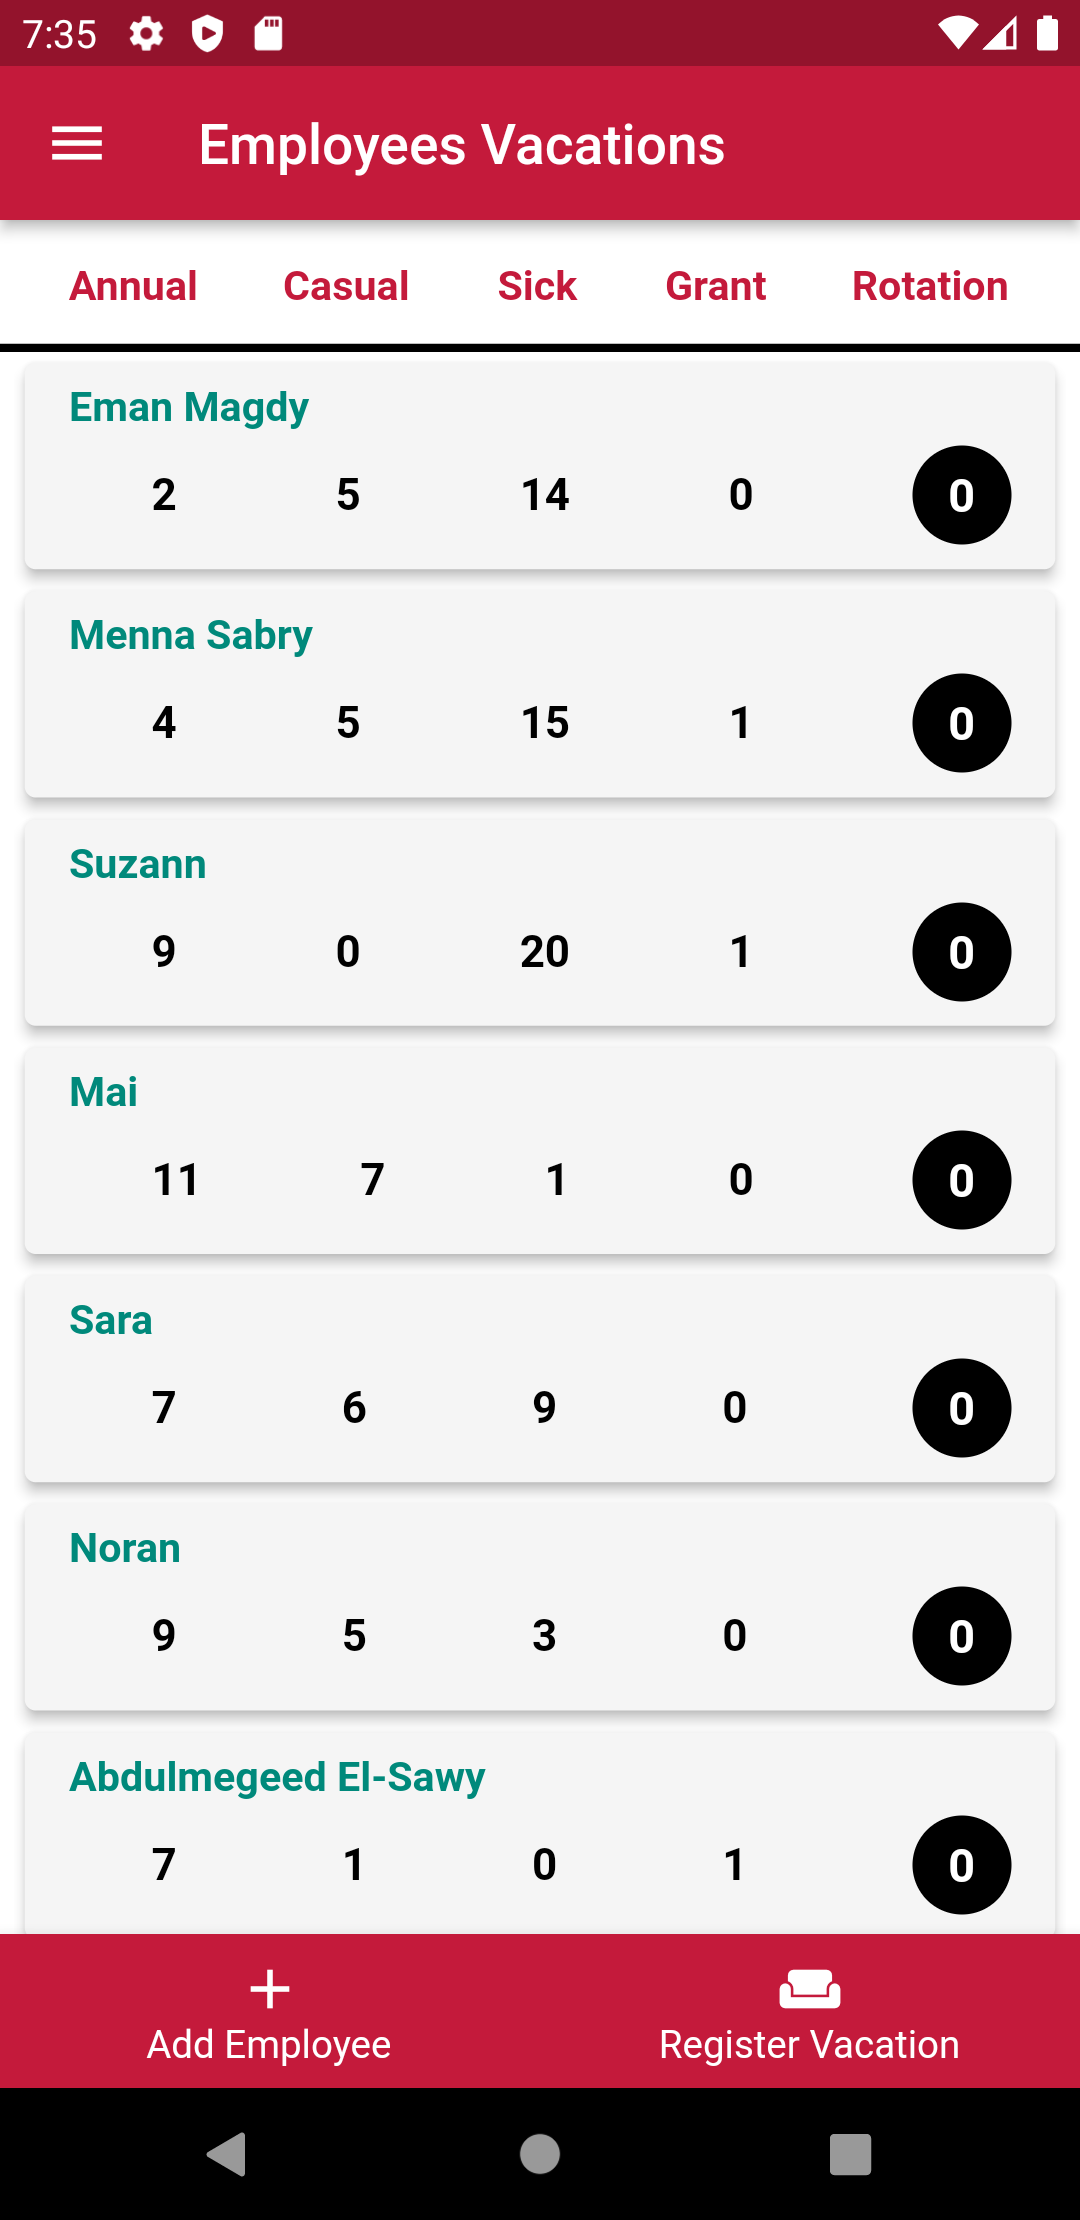 7:35
Employees Vacations
Annual Casual Sick Grant Rotation
Eman Magdy
2 5 14 0 0
Menna Sabry
4 5 15 1 0
Suzann
9 0 20 1 0
Mai
11 7 1 0 0
Sara
7 6 9 0 0
Noran
9 5 3 0 0
Abdulmegeed El-Sawy
7 1 0 1 0
Add Employee Register Vacation